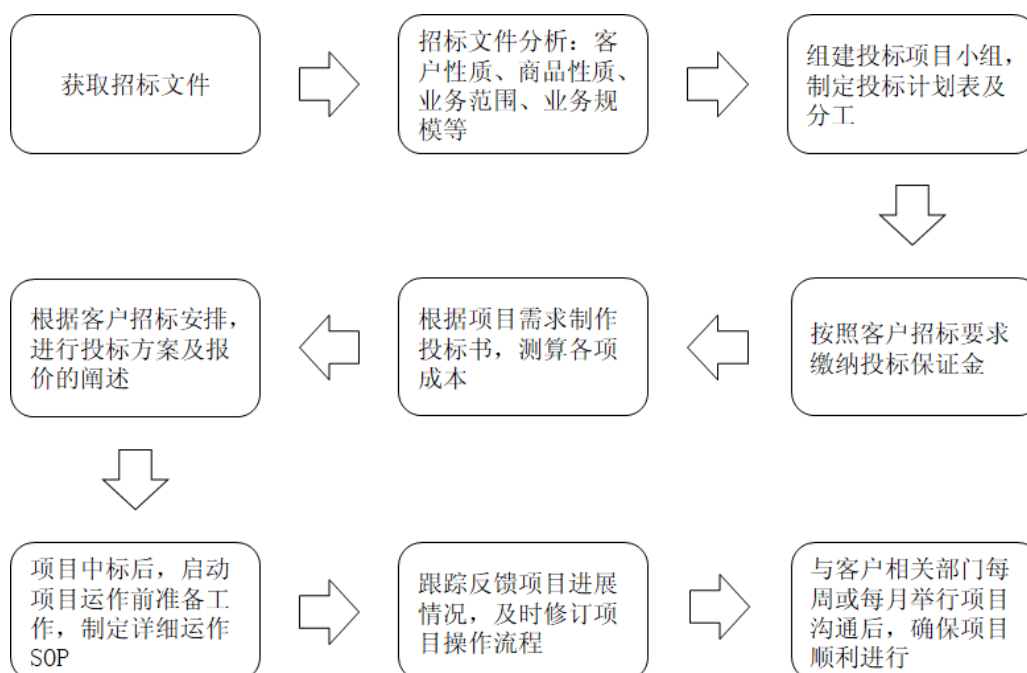 获取招标文件
招标文件分析：客
户性质、商品性质、
业务范围、业务规
模等
组建投标项目小组，
制定投标计划表及
分工
按照客户招标要求
缴纳投标保证金
根据项目需求制作
投标书，测算各项
成本
根据客户招标安排，
进行投标方案及报
价的阐述
项目中标后，启动
项目运作前准备工
作，制定详细运作
SOP
跟踪反馈项目进展
情况，及时修订项
目操作流程
与客户相关部门每
周或每月举行项目
沟通后，确保项目
顺利进行